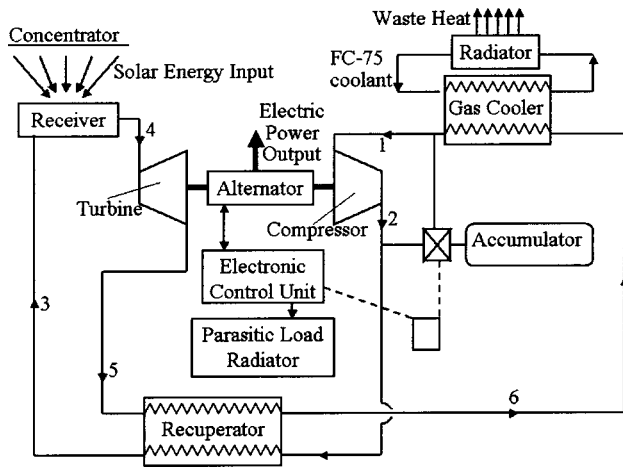 Waste Heat
Concentrator
Solar Energy Input
FC-75
coolant
Radiator
Gas Cooler
Receiver
4
Electric
Power
Output
1
Turbine
Alternator
Compressor
2
Accumulator
Electronic
Control Unit
3
Parasitic Load
Radiator
5
6
Recuperator